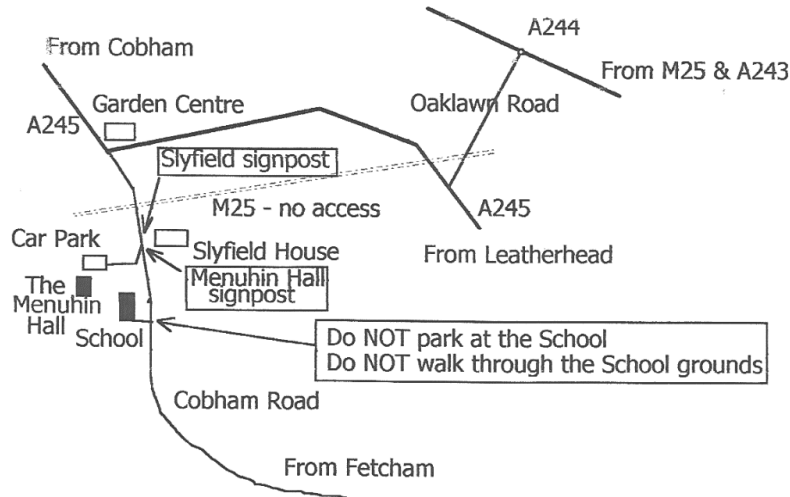 A244
From Cobham
From M25 & A243
Garden Centre
Oaklawn Road
A245
Slyfield signpost
M25 - no access
A245
Car Park
Slyfield House
From Leatherhead
Menuhin Hall
signpost
The
Menuhin
Hall
School
Do NOT park at the School
Do NOT walk through the School grounds
Cobham Road
From Fetcham